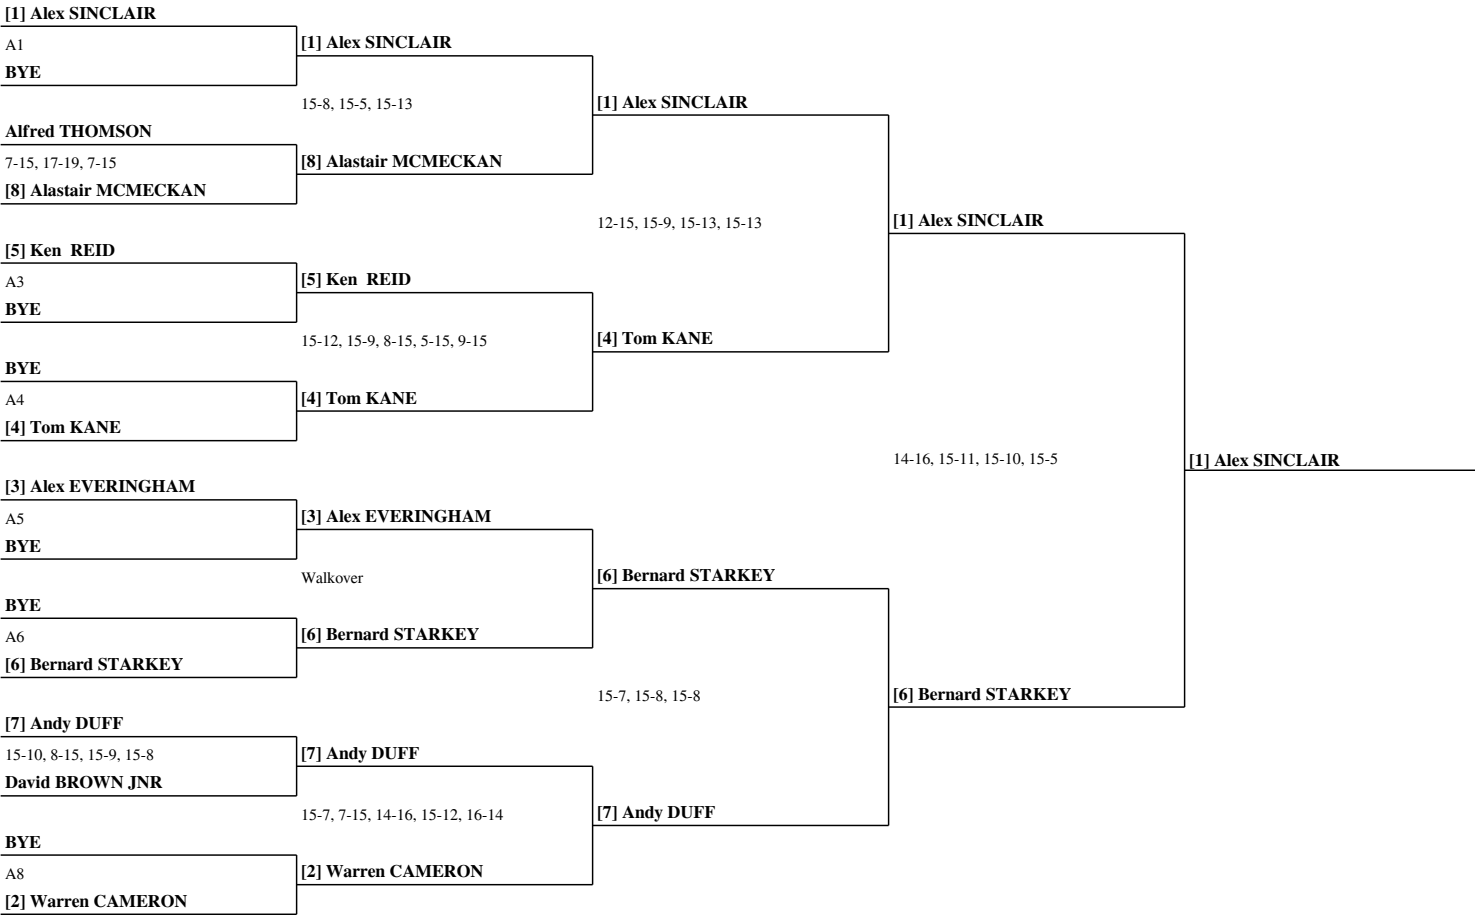 [1] Alex SINCLAIR
A1
BYE
Alfred THOMSON
7-15, 17-19, 7-15
[8] Alastair MCMECKAN
[5] Ken  REID
A3
BYE
BYE
A4
[4] Tom KANE
[3] Alex EVERINGHAM
A5
BYE
BYE
A6
[6] Bernard STARKEY
[7] Andy DUFF
15-10, 8-15, 15-9, 15-8
David BROWN JNR
BYE
A8
[2] Warren CAMERON
[1] Alex SINCLAIR
15-8, 15-5, 15-13
[8] Alastair MCMECKAN
[5] Ken  REID
15-12, 15-9, 8-15, 5-15, 9-15
[4] Tom KANE
[3] Alex EVERINGHAM
Walkover
[6] Bernard STARKEY
[7] Andy DUFF
15-7, 7-15, 14-16, 15-12, 16-14
[2] Warren CAMERON
[1] Alex SINCLAIR
12-15, 15-9, 15-13, 15-13
[4] Tom KANE
[6] Bernard STARKEY
15-7, 15-8, 15-8
[7] Andy DUFF
[1] Alex SINCLAIR
14-16, 15-11, 15-10, 15-5
[6] Bernard STARKEY
[1] Alex SINCLAIR